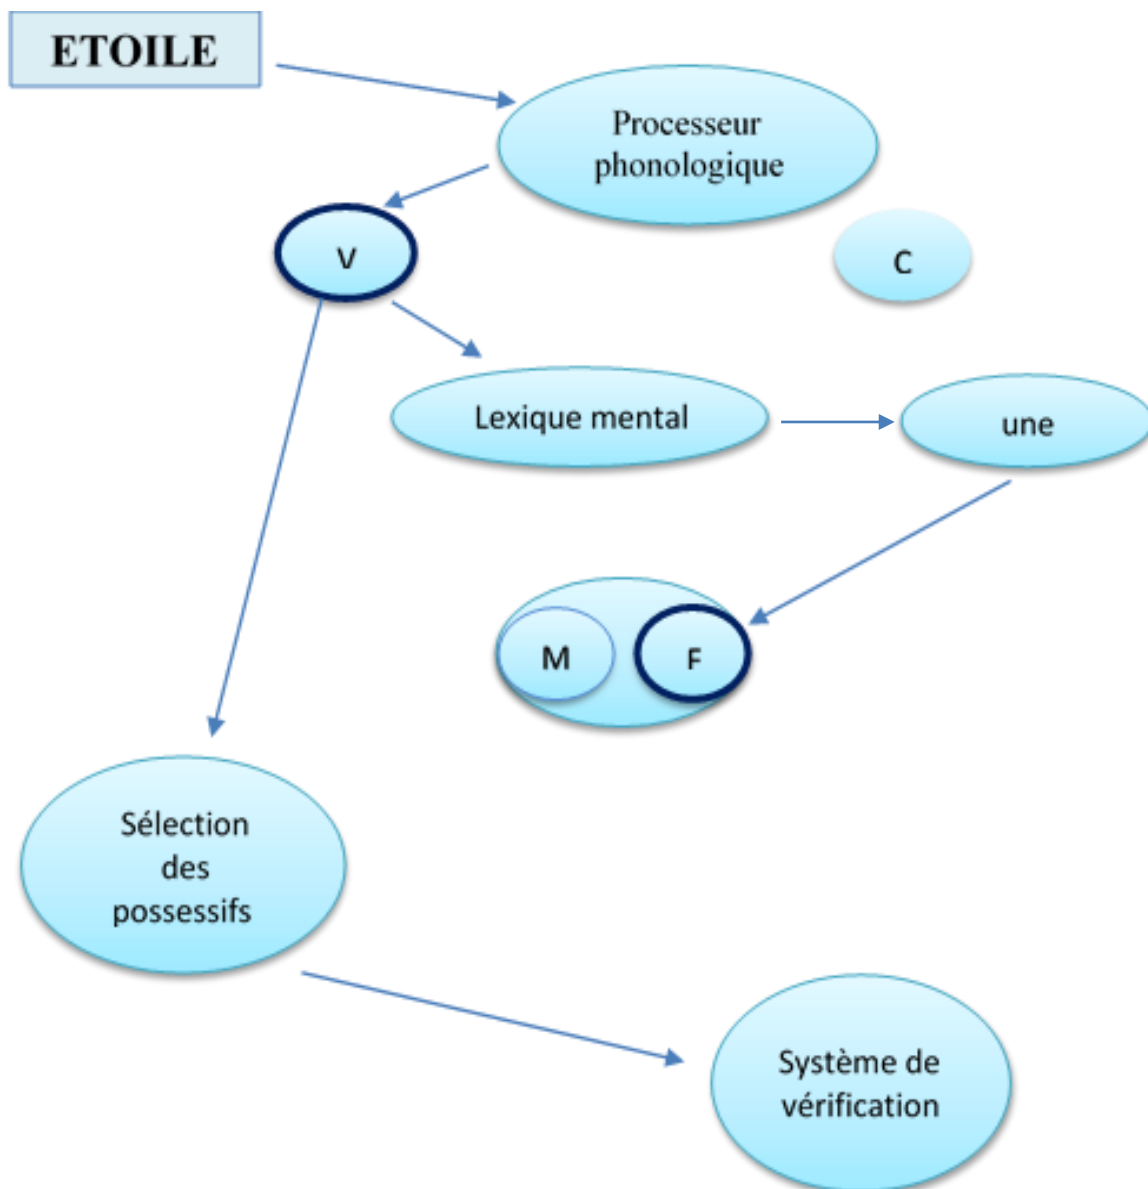 ETOILE
Processeur
phonologique
V
C
Lexique mental
une
M
F
Sélection
des
possessifs
Système de
vérification